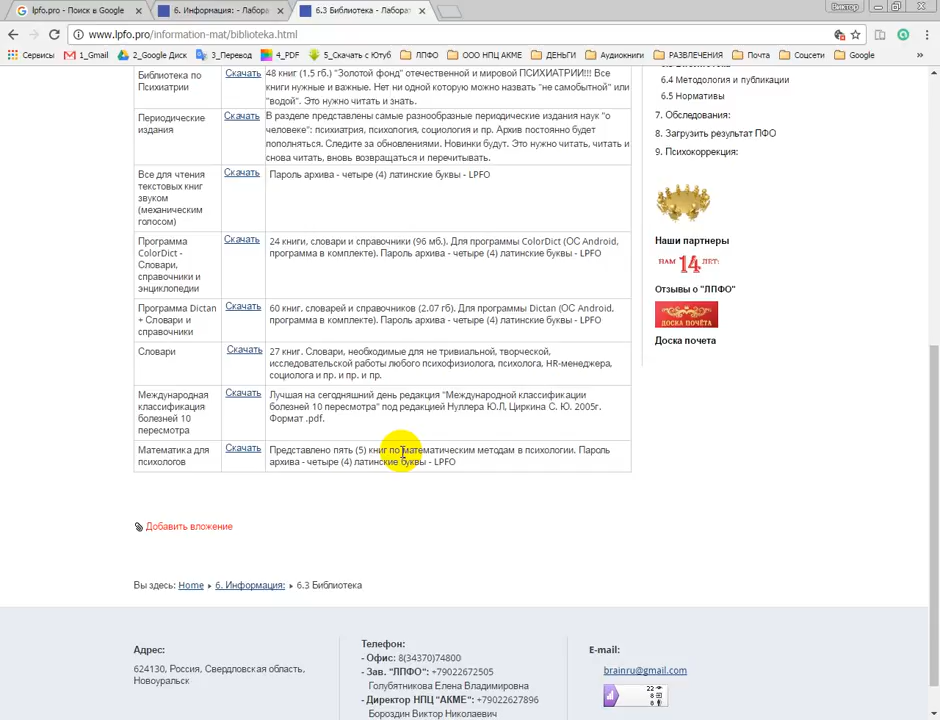 lpfo.pro - Поиск в Google
6. Информация: - Лабора
6.3 Библиотека - Лаборат
Виктор
www.lpfo.pro/information-mat/biblioteka.html
Сервисы
1_Gmail
2_Google Диск
3_Перевод
4_PDF
5_Скачать с Ютуб
ЛПФО
ООО НПЦ АКМЕ
ДЕНЬГИ
Аудиокниги
РАЗВЛЕЧЕНИЯ
Почта
Соцсети
Google
»
Библиотека по
Психиатрии
Скачать
48 книг (1,5 гб.) "Золотой фонд" отечественной и мировой ПСИХИАТРИИ!!! Все
книги нужные и важные. Нет ни одной которую можно назвать "не самобытной" или
"водой". Это нужно читать и знать.
Периодические
издания
Скачать
В разделе представлены самые разнообразные периодические издания наук "о
человеке": психиатрия, психология, социология и пр. Архив постоянно будет
пополняться. Следите за обновлениями. Новинки будут. Это нужно читать, читать и
снова читать, вновь возвращаться и перечитывать.
Все для чтения
текстовых книг
звуком
(механическим
голосом)
Скачать
Пароль архива - четыре (4) латинские буквы - LPFO
Программа
ColorDict -
Словари,
справочники и
энциклопедии
Скачать
24 книги, словари и справочники (96 мб.). Для программы ColorDict (ОС Android,
программа в комплекте). Пароль архива - четыре (4) латинские буквы - LPFO
Программа Dictan
+ Словари и
справочники
Скачать
60 книг, словарей и справочников (2.07 гб). Для программы Dictan (ОС Android,
программа в комплекте). Пароль архива - четыре (4) латинские буквы - LPFO
Словари
Скачать
27 книг. Словари, необходимые для не тривиальной, творческой,
исследовательской работы любого психофизиолога, психолога, HR-менеджера,
социолога и пр. и пр. и пр.
Международная
классификация
болезней 10
пересмотра
Скачать
Лучшая на сегодняшний день редакция "Международной классификации
болезней 10 пересмотра" под редакцией Нуллера Ю.Л, Циркина С. Ю. 2005г.
Формат .pdf.
Математика для
психологов
Скачать
Представлено пять (5) книг по математическим методам в психологии. Пароль
архива - четыре (4) латинские буквы - LPFO
6.4 Методология и публикации
6.5 Нормативы
7. Обследования:
8. Загрузить результат ПФО
9. Психокоррекция:
Наши партнеры
НАМ 14 ЛЕТ:
Отзывы о "ЛПФО"
ДОСКА ПОЧЁТА
Доска почета
Добавить вложение
Вы здесь: Home ▸ 6. Информация: ▸ 6.3 Библиотека
Адрес:
624130, Россия, Свердловская область,
Новоуральск
Телефон:
- Офис: 8(34370)74800
- Зав. "ЛПФО": +79022672505
Голубятникова Елена Владимировна
- Директор НПЦ "АКМЕ": +79022627896
Бороздин Виктор Николаевич
E-mail:
brainru@gmail.com
22
8
0